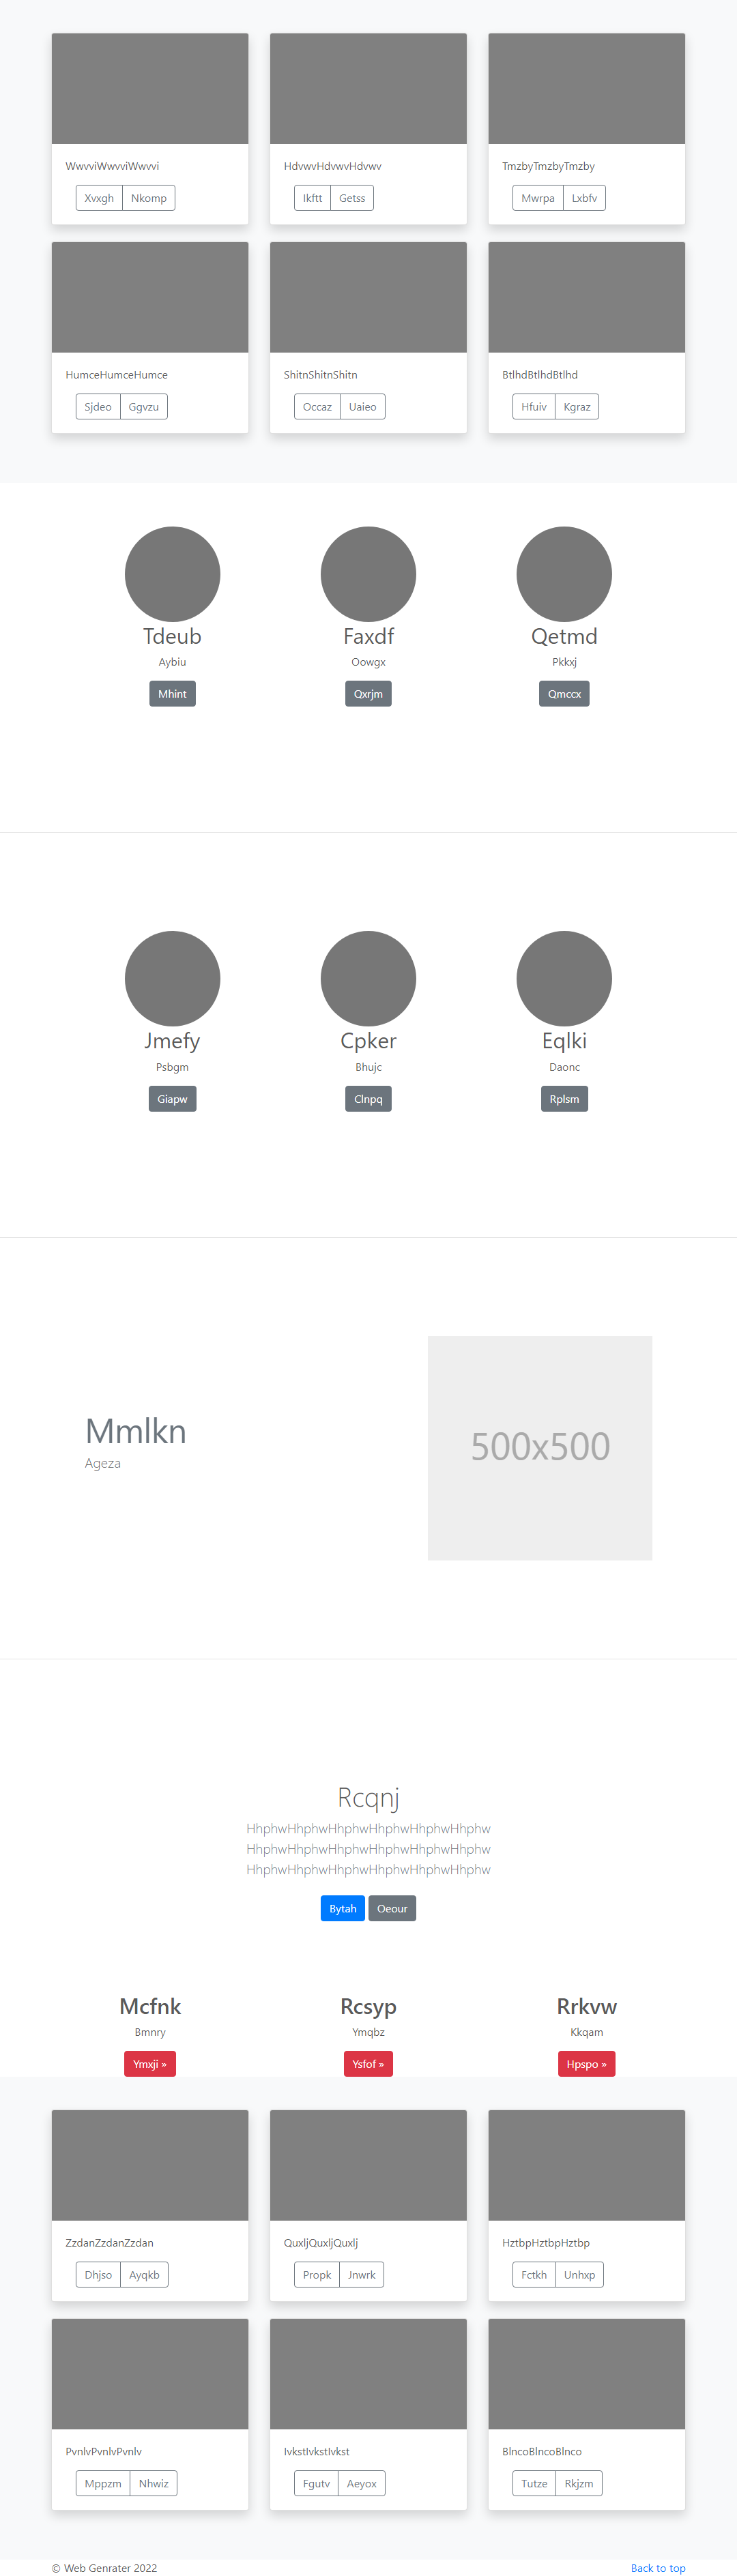 WwvviWwvviWwvvi
Xvxgh Nkomp
HdvwvHdvwvHdvwv
Ikftt Getss
TmzbyTmzbyTmzby
Mwrpa Lxbfv
HumceHumceHumce
Sjdeo Ggvzu
ShitnShitnShitn
Occaz Uaieo
BtlhdBtlhdBtlhd
Hfuiv Kgraz
Tdeub
Aybiu
Mhint
Faxdf
Oowgx
Qxrjm
Qetmd
Pkkxj
Qmccx
Jmefy
Psbgm
Giapw
Cpker
Bhujc
Clnpq
Eqlki
Daonc
Rplsm
Mmlkn
Ageza
500x500
Rcqnj
HhphwHhphwHhphwHhphwHhphwHhphw
HhphwHhphwHhphwHhphwHhphwHhphw
HhphwHhphwHhphwHhphwHhphwHhphw
Bytah Oeour
Mcfnk
Bmnry
Ymxji »
Rcsyp
Ymqbz
Ysfof »
Rrkvw
Kkqam
Hpspo »
ZzdanZzdanZzdan
Dhjso Ayqkb
QuxljQuxljQuxlj
Propk Jnwrk
HztbpHztbpHztbp
Fctkh Unhxp
PvnlvPvnlvPvnlv
Mppzm Nhwiz
IvkstIvkstIvkst
Fgutv Aeyox
BlncoBlncoBlnco
Tutze Rkjzm
© Web Genrater 2022
Back to top